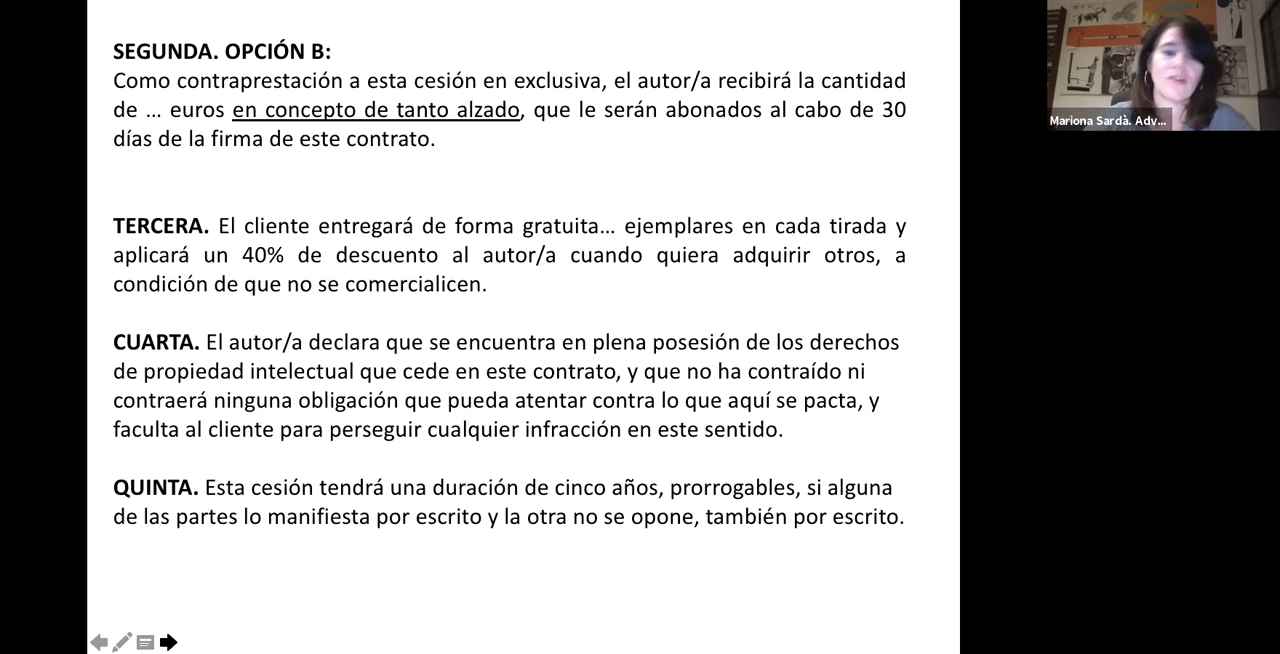 SEGUNDA. OPCIÓN B:
Como contraprestación a esta cesión en exclusiva, el autor/a recibirá la cantidad
de ... euros en concepto de tanto alzado, que le serán abonados al cabo de 30
días de la firma de este contrato.
TERCERA. El cliente entregará de forma gratuita... ejemplares en cada tirada y
aplicará un 40% de descuento al autor/a cuando quiera adquirir otros, a
condición de que no se comercialicen.
CUARTA. El autor/a declara que se encuentra en plena posesión de los derechos
de propiedad intelectual que cede en este contrato, y que no ha contraído ni
contraerá ninguna obligación que pueda atentar contra lo que aquí se pacta, y
faculta al cliente para perseguir cualquier infracción en este sentido.
QUINTA. Esta cesión tendrá una duración de cinco años, prorrogables, si alguna
de las partes lo manifiesta por escrito y la otra no se opone, también por escrito.
Mariona Sardà. Adv...